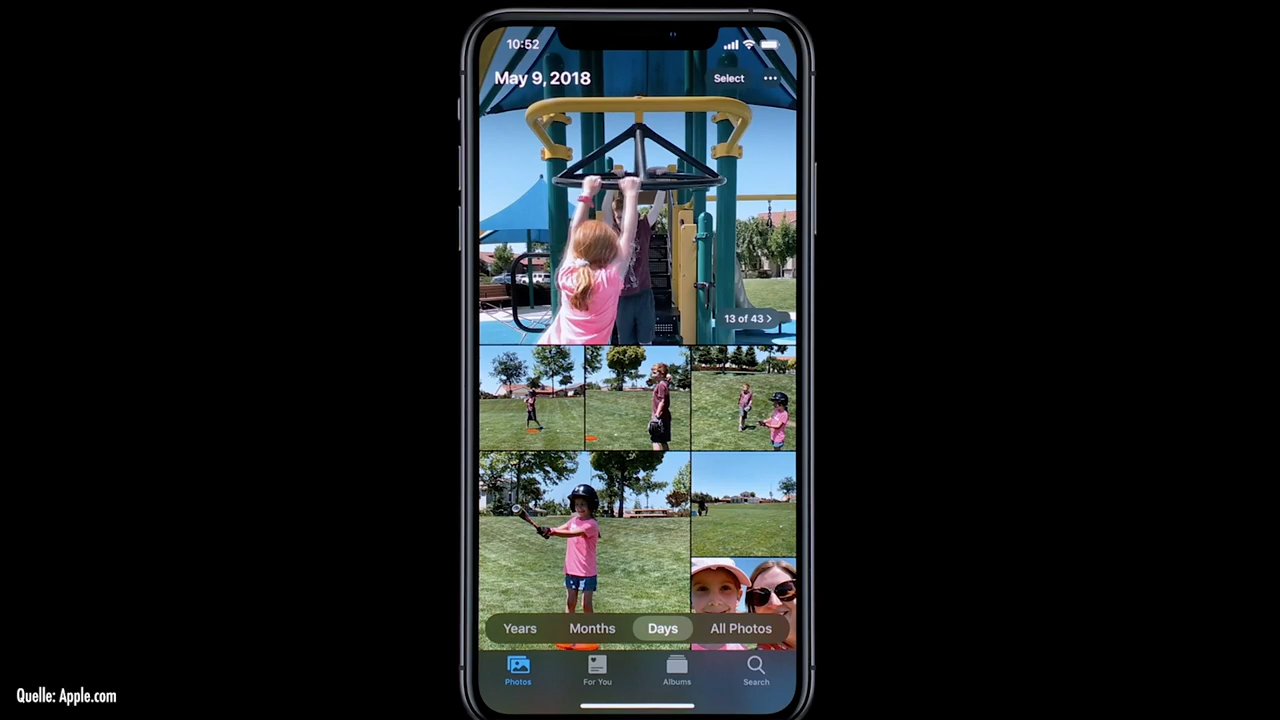 10:52
May 9, 2018
Select
13 of 43 >
Years Months Days All Photos
Photos For You Albums Search
Quelle: Apple.com